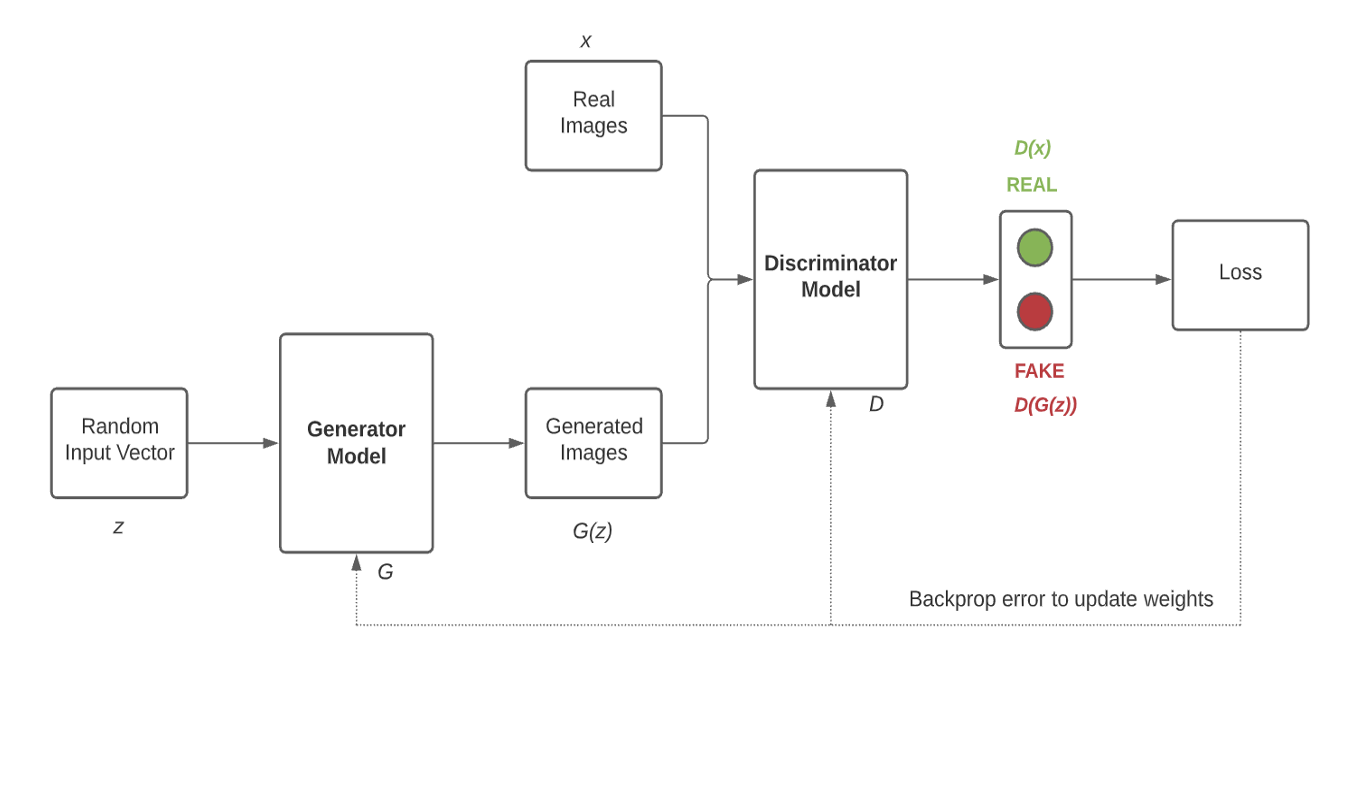 x
Real
Images
D(x)
REAL
Discriminator
Model
Loss
FAKE
D(G(z))
D
Random
Input Vector
z
Generator
Model
G
Generated
Images
G(z)
Backprop error to update weights